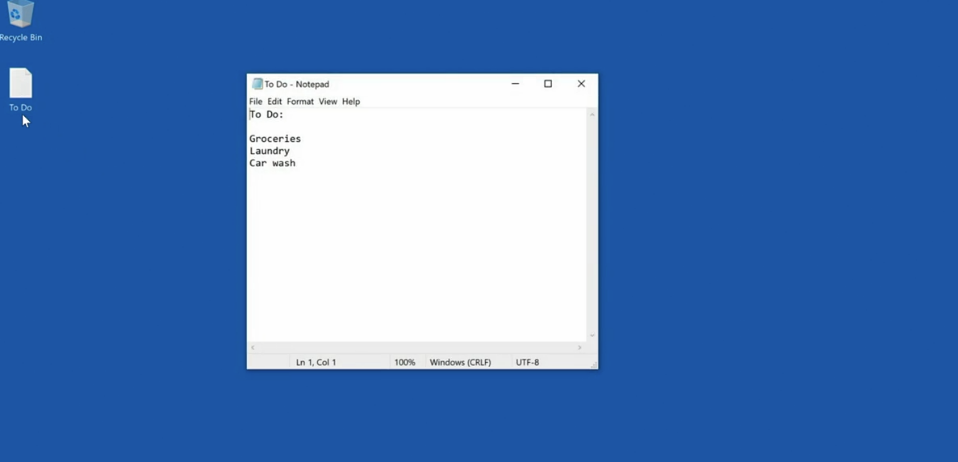 Recycle Bin
To Do
To Do - Notepad
File Edit Format View Help
To Do:
Groceries
Laundry
Car wash
Ln 1, Col 1 100% Windows (CRLF) UTF-8